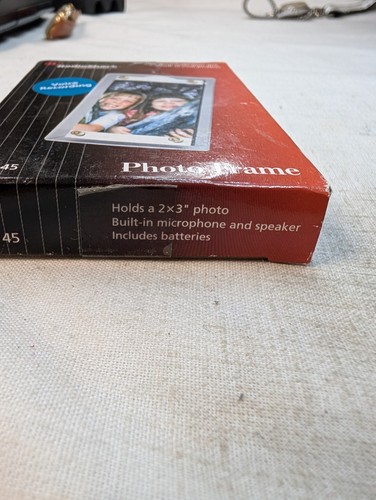 RadioShack
Voice
Recording
Photo Frame
45
Holds a 2×3" photo
Built-in microphone and speaker
Includes batteries
45